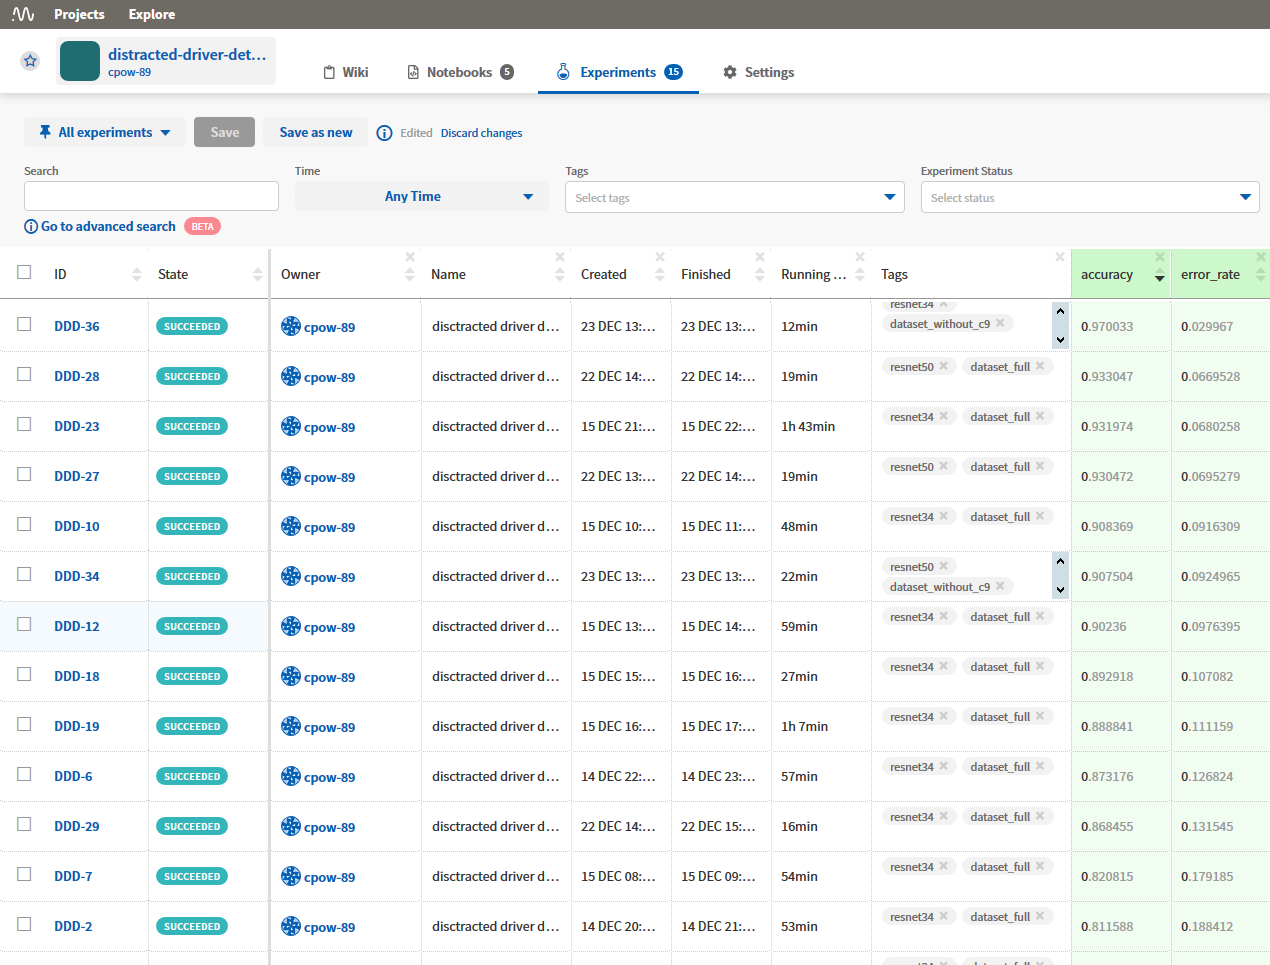 Projects Explore
distracted-driver-det...
cpow-89
Wiki Notebooks 5 Experiments 15 Settings
All experiments Save Save as new Edited Discard changes
Search Time Tags Experiment Status
Any Time Select tags Select status
Go to advanced search BETA
ID State Owner Name Created Finished Running ... Tags accuracy error_rate
resnet34
DDD-36 SUCCEEDED cpow-89 disctracted driver d... 23 DEC 13:... 23 DEC 13:... 12min dataset_without_c9 0.970033 0.029967
DDD-28 SUCCEEDED cpow-89 disctracted driver d... 22 DEC 14:... 22 DEC 14:... 19min resnet50 dataset_full 0.933047 0.0669528
DDD-23 SUCCEEDED cpow-89 disctracted driver d... 15 DEC 21:... 15 DEC 22:... 1h 43min resnet34 dataset_full 0.931974 0.0680258
DDD-27 SUCCEEDED cpow-89 disctracted driver d... 22 DEC 13:... 22 DEC 14:... 19min resnet50 dataset_full 0.930472 0.0695279
DDD-10 SUCCEEDED cpow-89 disctracted driver d... 15 DEC 10:... 15 DEC 11:... 48min resnet34 dataset_full 0.908369 0.0916309
DDD-34 SUCCEEDED cpow-89 disctracted driver d... 23 DEC 13:... 23 DEC 13:... 22min resnet50 0.907504 0.0924965
dataset_without_c9
DDD-12 SUCCEEDED cpow-89 disctracted driver d... 15 DEC 13:... 15 DEC 14:... 59min resnet34 dataset_full 0.90236 0.0976395
DDD-18 SUCCEEDED cpow-89 disctracted driver d... 15 DEC 15:... 15 DEC 16:... 27min resnet34 dataset_full 0.892918 0.107082
DDD-19 SUCCEEDED cpow-89 disctracted driver d... 15 DEC 16:... 15 DEC 17:... 1h 7min resnet34 dataset_full 0.888841 0.111159
DDD-6 SUCCEEDED cpow-89 disctracted driver d... 14 DEC 22:... 14 DEC 23:... 57min resnet34 dataset_full 0.873176 0.126824
DDD-29 SUCCEEDED cpow-89 disctracted driver d... 22 DEC 14:... 22 DEC 15:... 16min resnet34 dataset_full 0.868455 0.131545
DDD-7 SUCCEEDED cpow-89 disctracted driver d... 15 DEC 08:... 15 DEC 09:... 54min resnet34 dataset_full 0.820815 0.179185
DDD-2 SUCCEEDED cpow-89 disctracted driver d... 14 DEC 20:... 14 DEC 21:... 53min resnet34 dataset_full 0.811588 0.188412